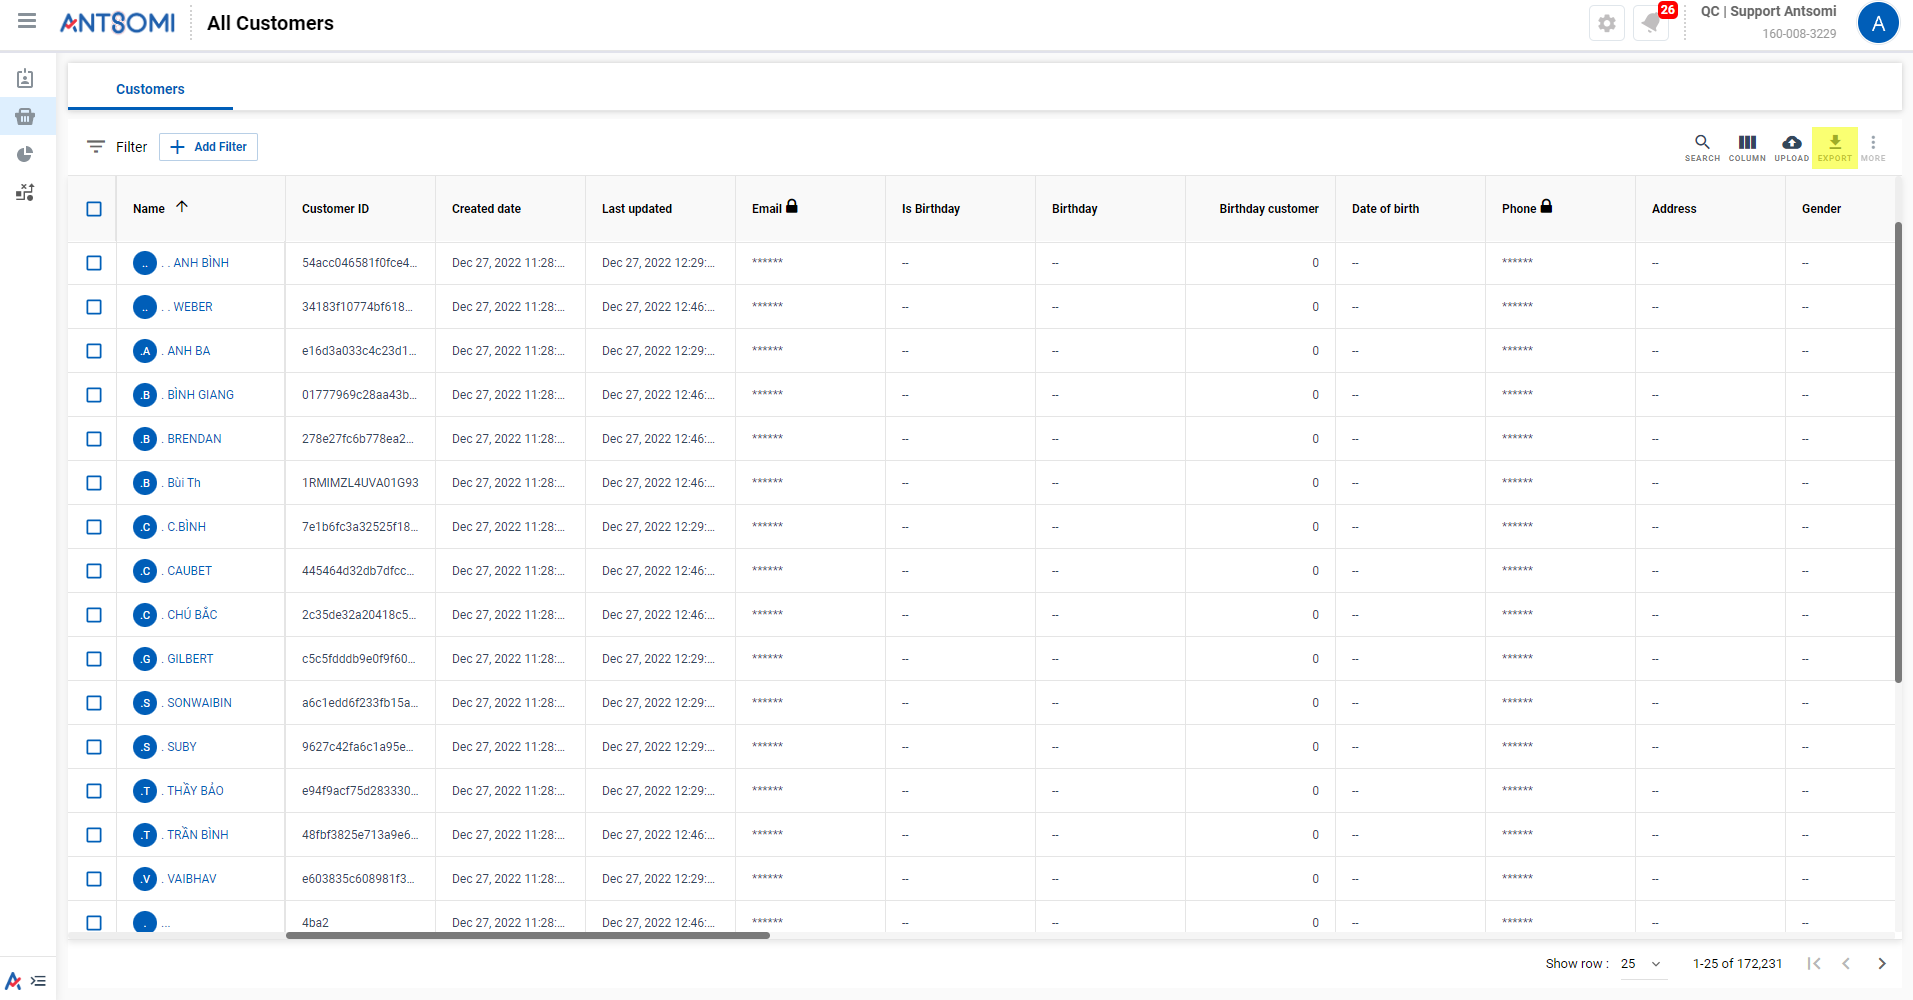 ANTSOMI All Customers 26 QC | Support Antsomi A
160-008-3229
Customers
Filter Add Filter SEARCH COLUMN UPLOAD EXPORT MORE
Name Customer ID Created date Last updated Email Is Birthday Birthday Birthday customer Date of birth Phone Address Gender
.. . . ANH BÌNH 54acc046581f0fce4... Dec 27, 2022 11:28:... Dec 27, 2022 12:29:... ****** -- -- 0 -- ****** -- --
.. . . WEBER 34183f10774bf618... Dec 27, 2022 11:28:... Dec 27, 2022 12:46:... ****** -- -- 0 -- ****** -- --
.A . ANH BA e16d3a033c4c23d1... Dec 27, 2022 11:28:... Dec 27, 2022 12:29:... ****** -- -- 0 -- ****** -- --
.B . BÌNH GIANG 01777969c28aa43b... Dec 27, 2022 11:28:... Dec 27, 2022 12:46:... ****** -- -- 0 -- ****** -- --
.B . BRENDAN 278e27fc6b778ea2... Dec 27, 2022 11:28:... Dec 27, 2022 12:46:... ****** -- -- 0 -- ****** -- --
.B . Bùi Th 1RMIMZL4UVA01G93 Dec 27, 2022 11:28:... Dec 27, 2022 12:46:... ****** -- -- 0 -- ****** -- --
.C . C.BÌNH 7e1b6fc3a32525f18... Dec 27, 2022 11:28:... Dec 27, 2022 12:29:... ****** -- -- 0 -- ****** -- --
.C . CAUBET 445464d32db7dfcc... Dec 27, 2022 11:28:... Dec 27, 2022 12:46:... ****** -- -- 0 -- ****** -- --
.C . CHÚ BẮC 2c35de32a20418c5... Dec 27, 2022 11:28:... Dec 27, 2022 12:46:... ****** -- -- 0 -- ****** -- --
.G . GILBERT c5c5fdddb9e0f9f60... Dec 27, 2022 11:28:... Dec 27, 2022 12:29:... ****** -- -- 0 -- ****** -- --
.S . SONWAIBIN a6c1edd6f233fb15a... Dec 27, 2022 11:28:... Dec 27, 2022 12:29:... ****** -- -- 0 -- ****** -- --
.S . SUBY 9627c42fa6c1a95e... Dec 27, 2022 11:28:... Dec 27, 2022 12:29:... ****** -- -- 0 -- ****** -- --
.T . THẦY BẢO e94f9acf75d283330... Dec 27, 2022 11:28:... Dec 27, 2022 12:29:... ****** -- -- 0 -- ****** -- --
.T . TRẦN BÌNH 48fbf3825e713a9e6... Dec 27, 2022 11:28:... Dec 27, 2022 12:46:... ****** -- -- 0 -- ****** -- --
.V . VAIBHAV e603835c608981f3... Dec 27, 2022 11:28:... Dec 27, 2022 12:29:... ****** -- -- 0 -- ****** -- --
. ... 4ba2 Dec 27, 2022 11:28:... Dec 27, 2022 12:46:... ****** -- -- 0 -- ****** -- --
Show row : 25 1-25 of 172,231